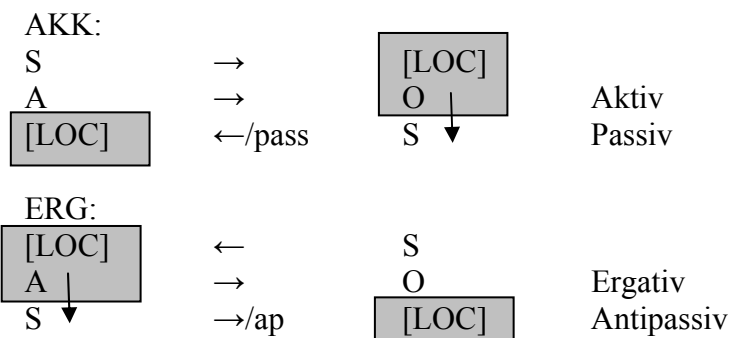 AKK:
S → [LOC]
A → O Aktiv
[LOC] ←/pass S Passiv
ERG:
[LOC] ← S
A → O Ergativ
S →/ap [LOC] Antipassiv